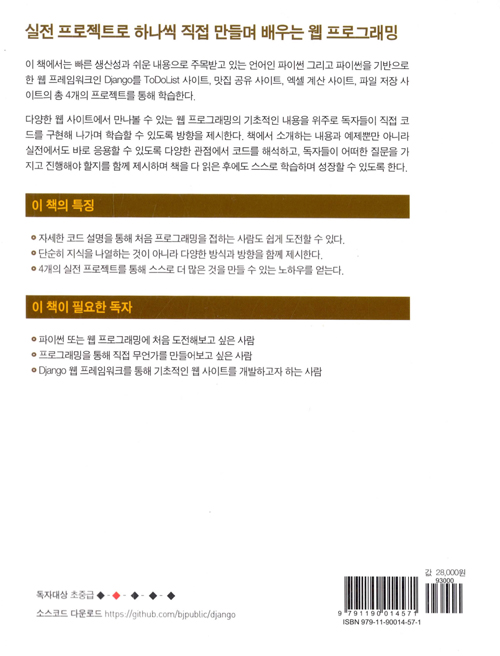 실전 프로젝트로 하나씩 직접 만들며 배우는 웹 프로그래밍
이 책에서는 빠른 생산성과 쉬운 내용으로 주목받고 있는 언어인 파이썬 그리고 파이썬을 기반으로
한 웹 프레임워크인 Django를 ToDoList 사이트, 맛집 공유 사이트, 엑셀 계산 사이트, 파일 저장 사
이트의 총 4개의 프로젝트를 통해 학습한다.
다양한 웹 사이트에서 만나볼 수 있는 웹 프로그래밍의 기초적인 내용을 위주로 독자들이 직접 코
드를 구현해 나가며 학습할 수 있도록 방향을 제시한다. 책에서 소개하는 내용과 예제뿐만 아니라
실전에서도 바로 응용할 수 있도록 다양한 관점에서 코드를 해석하고, 독자들이 어떠한 질문을 가
지고 진행해야 할지를 함께 제시하며 책을 다 읽은 후에도 스스로 학습하며 성장할 수 있도록 한다.
이 책의 특징
자세한 코드 설명을 통해 처음 프로그래밍을 접하는 사람도 쉽게 도전할 수 있다.
단순히 지식을 나열하는 것이 아니라 다양한 방식과 방향을 함께 제시한다.
4개의 실전 프로젝트를 통해 스스로 더 많은 것을 만들 수 있는 노하우를 얻는다.
이 책이 필요한 독자
파이썬 또는 웹 프로그래밍에 처음 도전해보고 싶은 사람
프로그래밍을 통해 직접 무언가를 만들어보고 싶은 사람
Django 웹 프레임워크를 통해 기초적인 웹 사이트를 개발하고자 하는 사람
값 28,000원
93000
독자대상 초중급 ◆-◆-◆-◆-◆
소스코드 다운로드 https://github.com/bjpublic/django
9 791190 014571
ISBN 979-11-90014-57-1